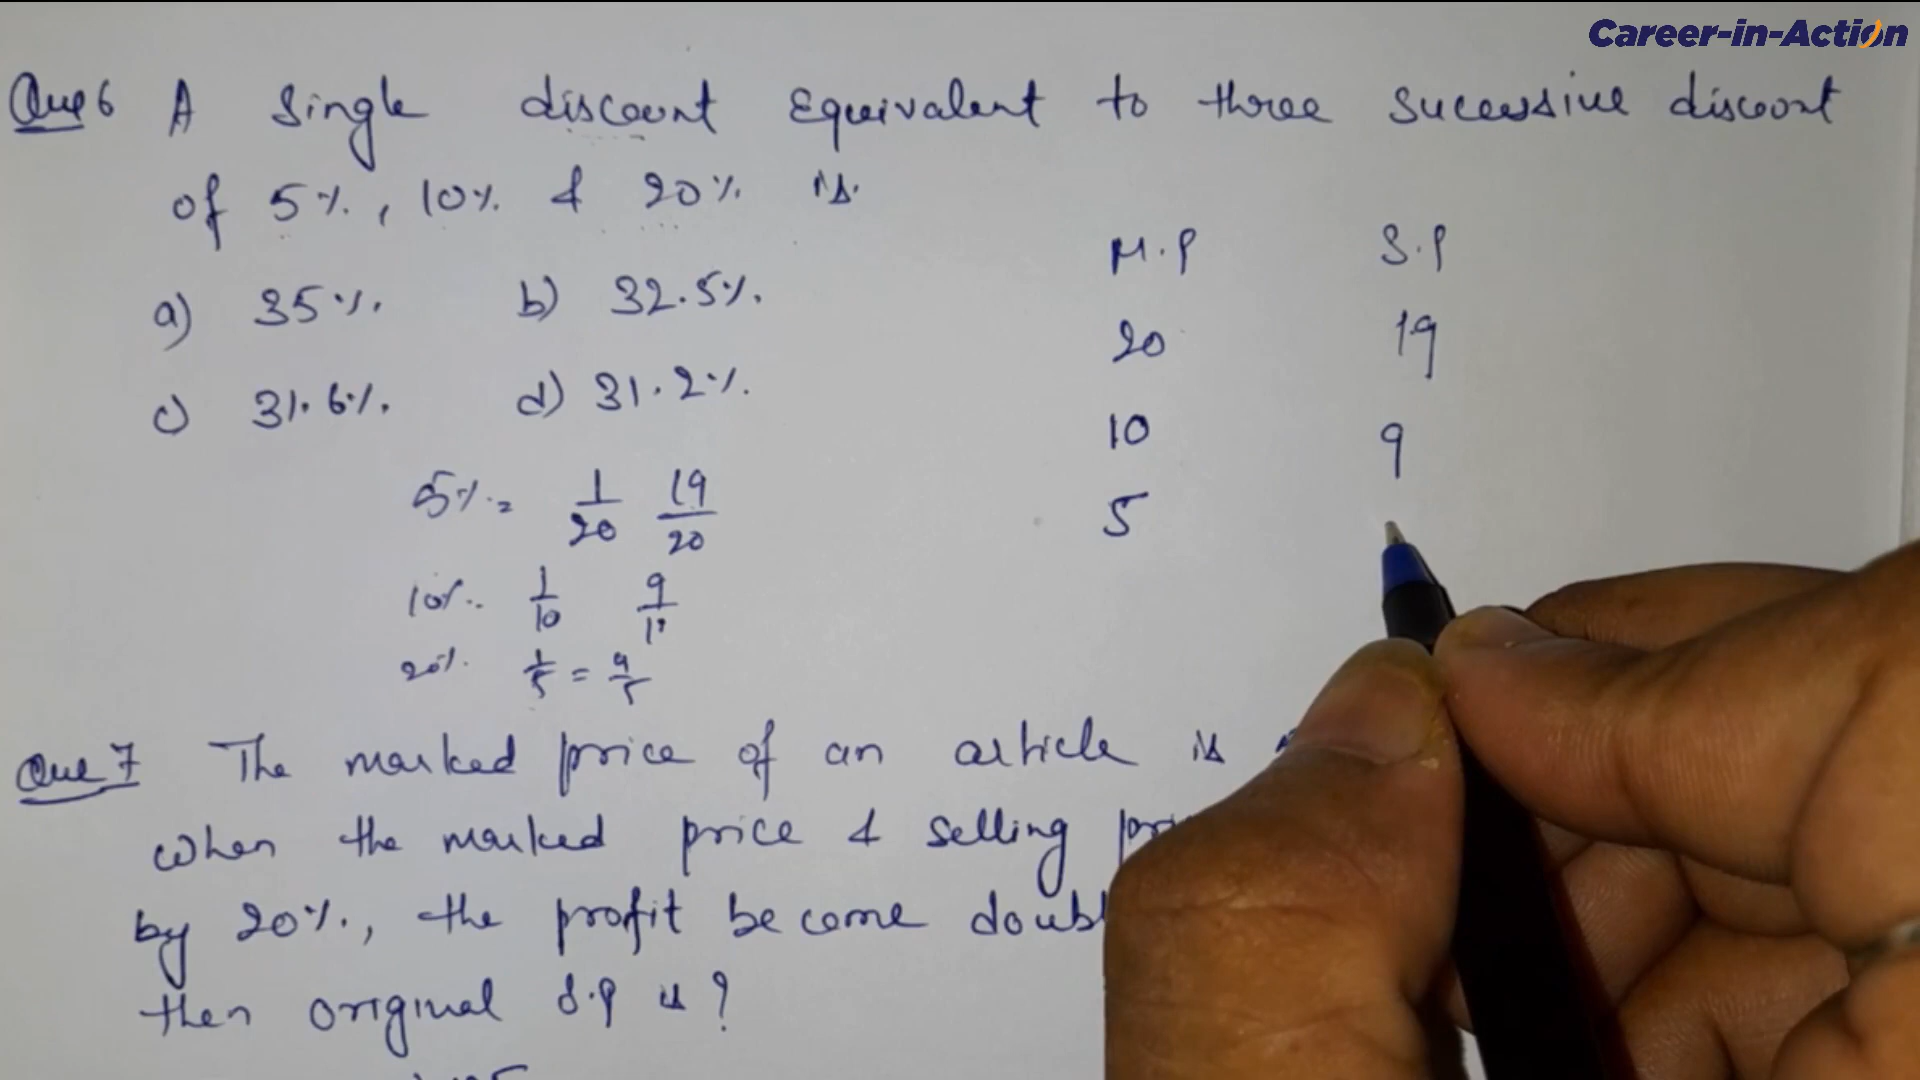 Career-in-Action
Que 6 A Single discount Equivalent to three Sucessive discount
of 5%, 10% & 20% is.
a) 35%. b) 32.5%.
c) 31.6%. d) 31.2%.
M.P S.P
20 19
10 9
5
5% = 1/20 19/20
10%. 1/10 9/10
20%. 1/5 = 4/5
Que 7 The marked price of an article is
When the marked price & selling
by 20%., the profit become doubl
then original S.P is?